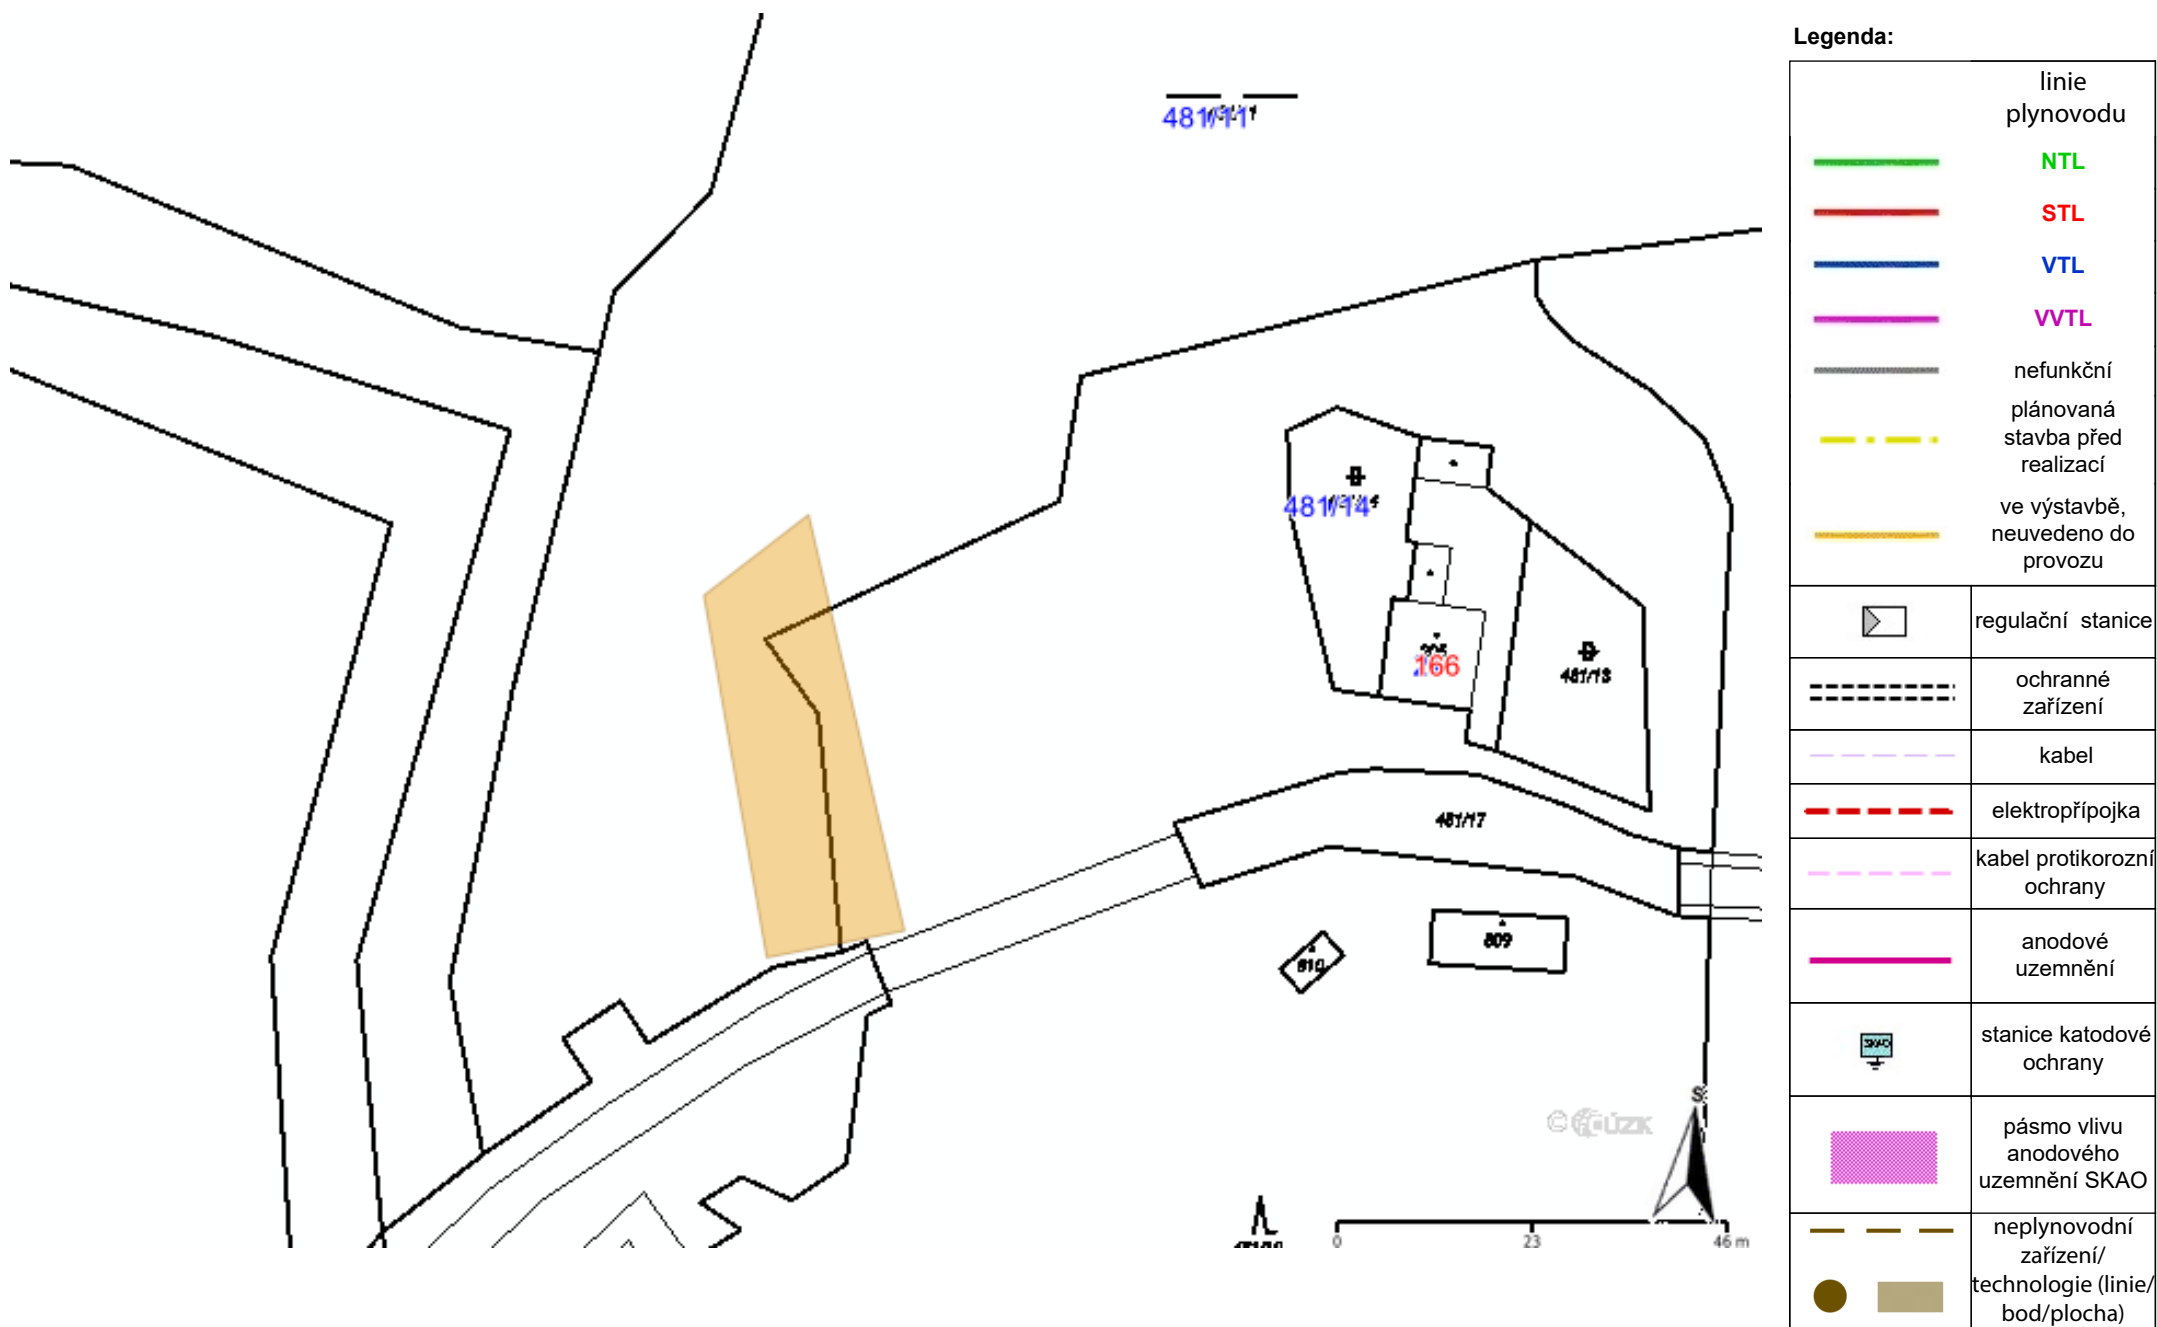 481/11
481/14
166
481/13
481/17
809
810
©
ČÚZK
S
0
23
46 m
Legenda:
linie
plynovodu
NTL
STL
VTL
VVTL
nefunkční
plánovaná
stavba před
realizací
ve výstavbě,
neuvedeno do
provozu
regulační stanice
ochranné
zařízení
kabel
elektropřípojka
kabel protikorozní
ochrany
anodové
uzemnění
SKAO
stanice katodové
ochrany
pásmo vlivu
anodového
uzemnění SKAO
neplynovodní
zařízení/
technologie (linie/
bod/plocha)